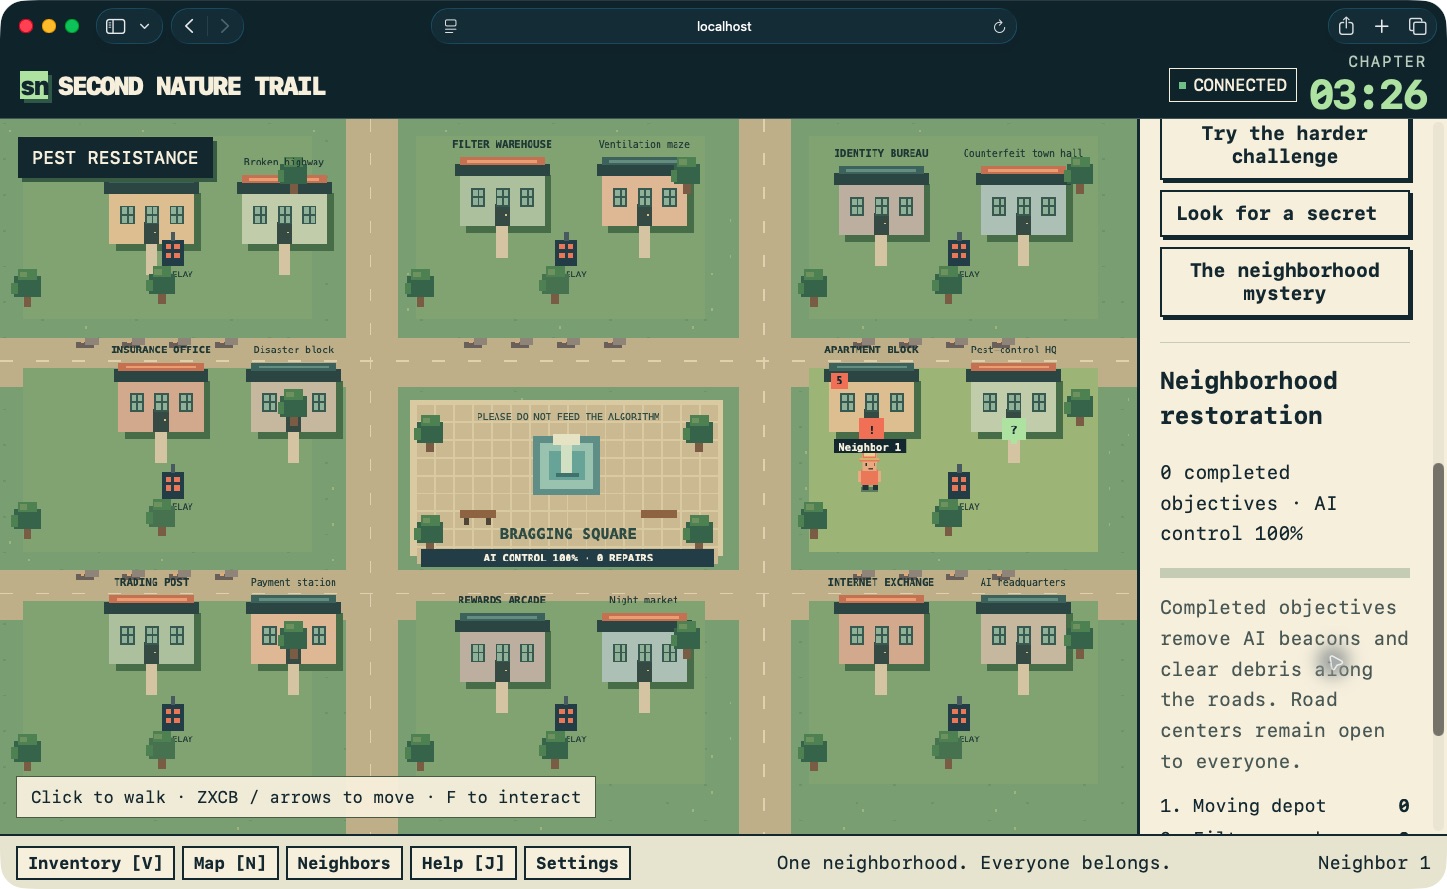 localhost
sn SECOND NATURE TRAIL
CONNECTED
CHAPTER
03:26
PEST RESISTANCE
Broken highway
FILTER WAREHOUSE
Ventilation maze
IDENTITY BUREAU
Counterfeit town hall
INSURANCE OFFICE
Disaster block
APARTMENT BLOCK
Pest control HQ
5
!
?
Neighbor 1
PLEASE DO NOT FEED THE ALGORITHM
BRAGGING SQUARE
AI CONTROL 100% · 0 REPAIRS
TRADING POST
Payment station
REWARDS ARCADE
Night market
INTERNET EXCHANGE
AI headquarters
Click to walk · ZXCB / arrows to move · F to interact
Try the harder
challenge
Look for a secret
The neighborhood
mystery
Neighborhood
restoration
0 completed
objectives · AI
control 100%
Completed objectives
remove AI beacons and
clear debris along
the roads. Road
centers remain open
to everyone.
1. Moving depot 0
Inventory [V]
Map [N]
Neighbors
Help [J]
Settings
One neighborhood. Everyone belongs.
Neighbor 1